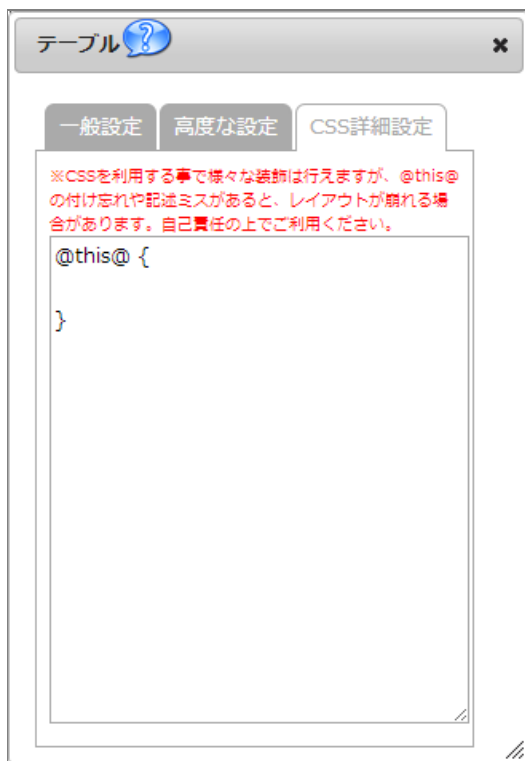 テーブル
一般設定
高度な設定
CSS詳細設定
※CSSを利用する事で様々な装飾は行えますが、@this@
の付け忘れや記述ミスがあると、レイアウトが崩れる場
合があります。自己責任の上でご利用ください。
@this@ {
}